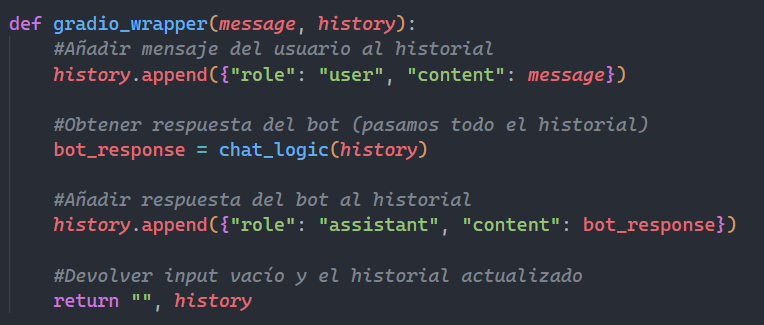 def gradio_wrapper(message, history):
    #Añadir mensaje del usuario al historial
    history.append({"role": "user", "content": message})

    #Obtener respuesta del bot (pasamos todo el historial)
    bot_response = chat_logic(history)

    #Añadir respuesta del bot al historial
    history.append({"role": "assistant", "content": bot_response})

    #Devolver input vacío y el historial actualizado
    return "", history